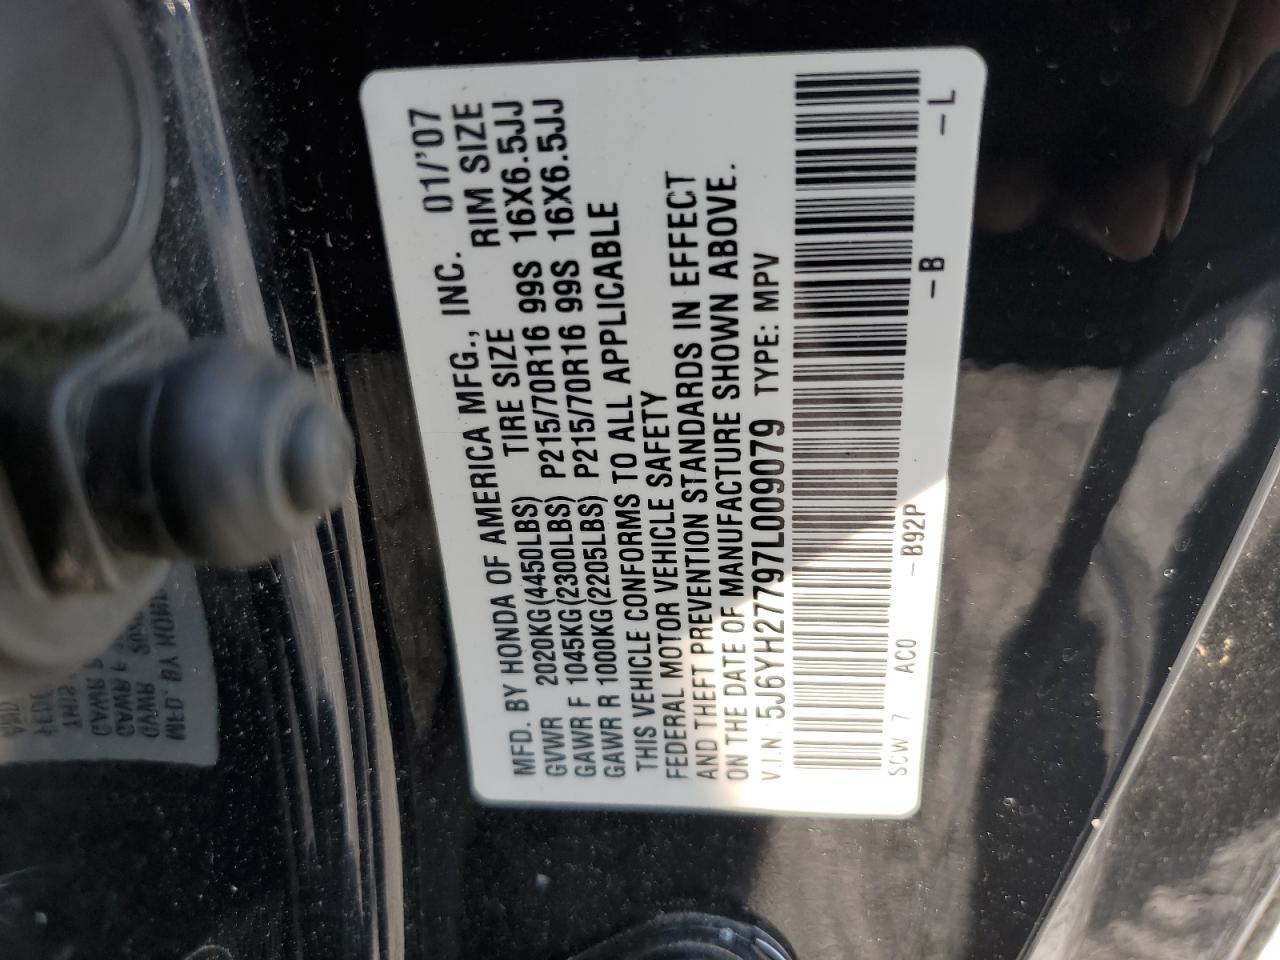 MFD. BY HONDA OF AMERICA MFG., INC. 01/'07
GVWR 2020KG(4450LBS) TIRE SIZE RIM SIZE
GAWR F 1045KG(2300LBS) P215/70R16 99S 16X6.5JJ
GAWR R 1000KG(2205LBS) P215/70R16 99S 16X6.5JJ
THIS VEHICLE CONFORMS TO ALL APPLICABLE
FEDERAL MOTOR VEHICLE SAFETY
AND THEFT PREVENTION STANDARDS IN EFFECT
ON THE DATE OF MANUFACTURE SHOWN ABOVE.
V.I.N: 5J6YH27797L009079 TYPE: MPV
SCW 7 AC0 -B92P -B -L